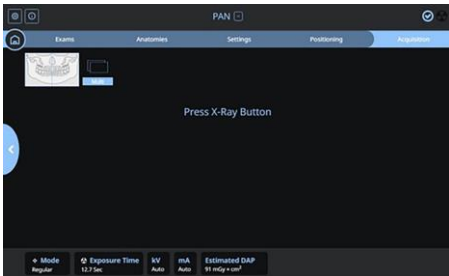 PAN
Exams Anatomies Settings Positioning Acquisition
Press X-Ray Button
Mode Exposure Time kV mA Estimated DAP
Regular 12.7 Sec Auto Auto 91 mGy × cm²